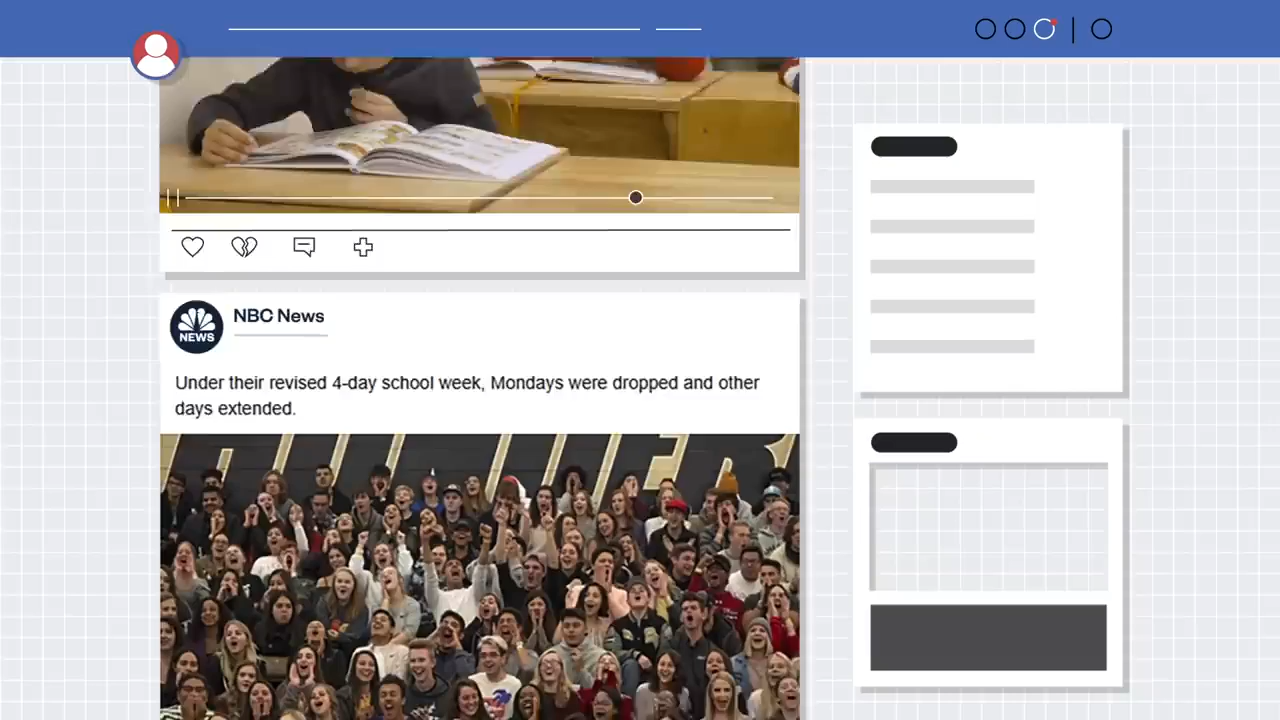 NEWS
NBC News
Under their revised 4-day school week, Mondays were dropped and other
days extended.